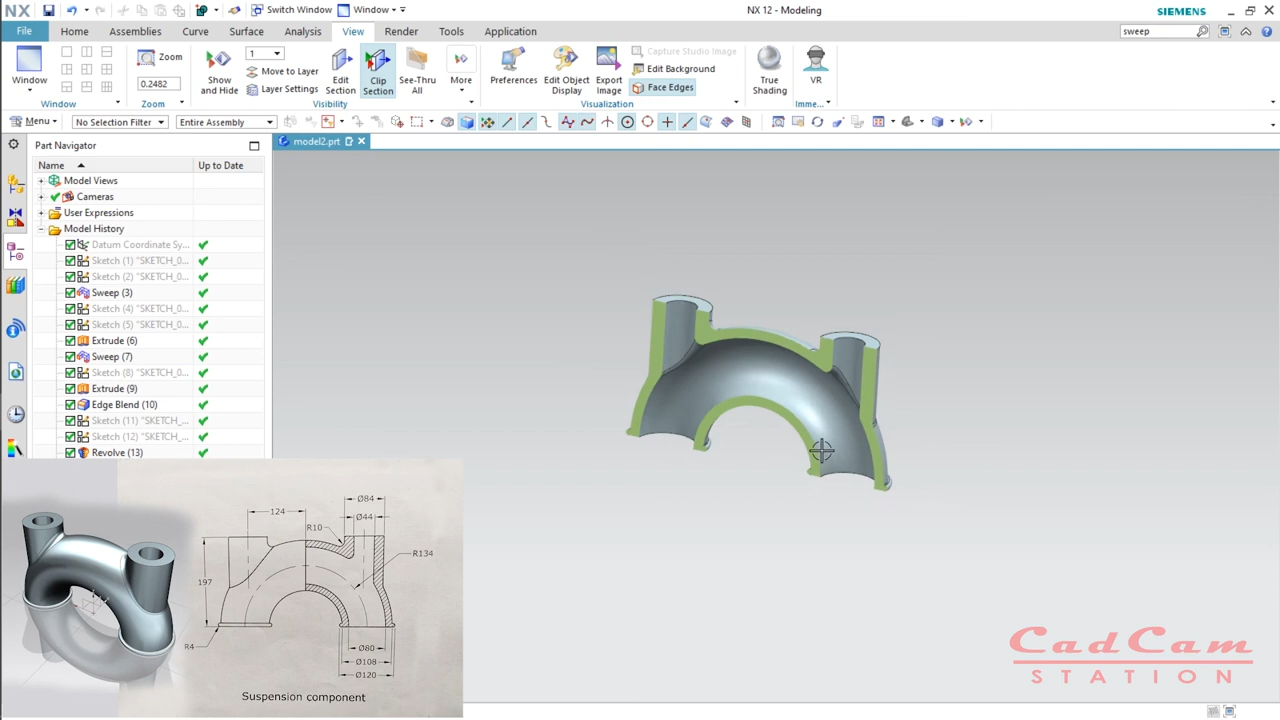 NX
Switch Window
Window
NX 12 - Modeling
SIEMENS
File
Home
Assemblies
Curve
Surface
Analysis
View
Render
Tools
Application
sweep
Window
Zoom
0.2482
Show and Hide
1
Move to Layer
Layer Settings
Edit Section
Clip Section
See-Thru All
More
Preferences
Edit Object Display
Export Image
Capture Studio Image
Edit Background
Face Edges
True Shading
VR
Window
Zoom
Visibility
Visualization
Imme...
Menu
No Selection Filter
Entire Assembly
Part Navigator
model2.prt
Name
Up to Date
Model Views
Cameras
User Expressions
Model History
Datum Coordinate Sy...
Sketch (1) "SKETCH_0...
Sketch (2) "SKETCH_0...
Sweep (3)
Sketch (4) "SKETCH_0...
Sketch (5) "SKETCH_0...
Extrude (6)
Sweep (7)
Sketch (8) "SKETCH_0...
Extrude (9)
Edge Blend (10)
Sketch (11) "SKETCH_...
Sketch (12) "SKETCH_...
Revolve (13)
Ø84
124
Ø44
R10
R134
197
R4
Ø80
Ø108
Ø120
Suspension component
CadCam
STATION